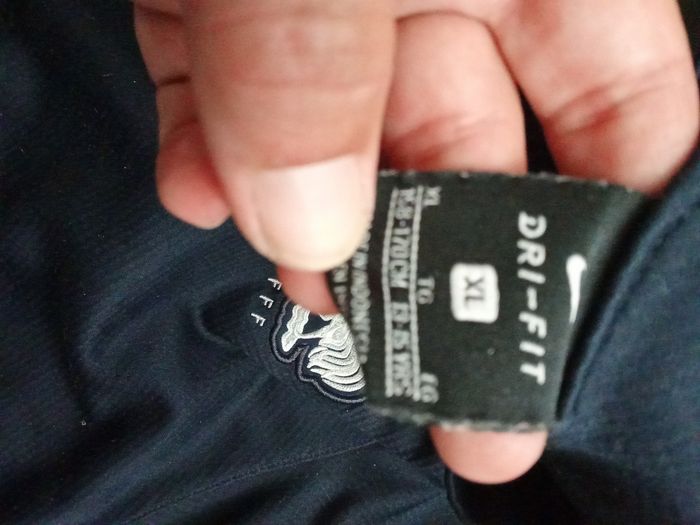 DRI-FIT
XL
XL TG EG
158-170CM 13-15 YRS
FFF